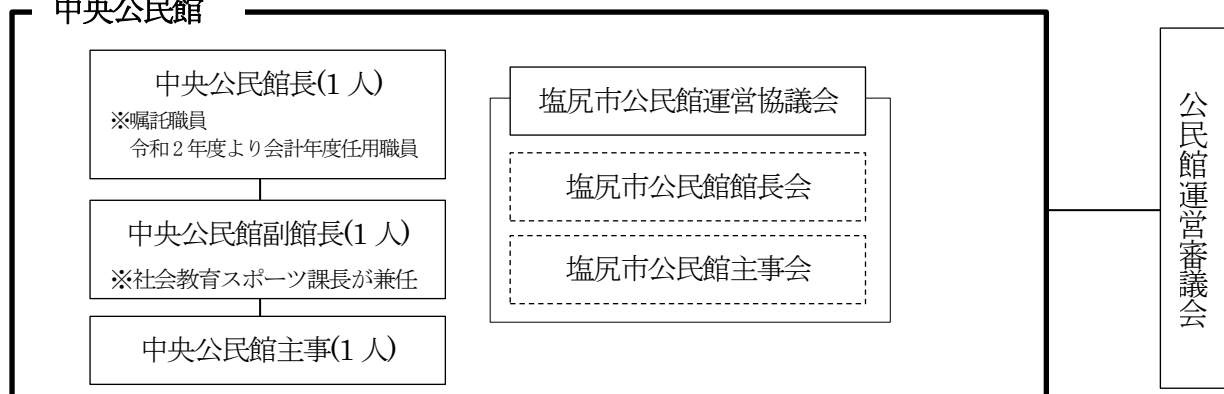 中央公民館
中央公民館長(1 人)
※嘱託職員
令和２年度より会計年度任用職員
中央公民館副館長(1 人)
※社会教育スポーツ課長が兼任
中央公民館主事(1 人)
塩尻市公民館運営協議会
塩尻市公民館館長会
塩尻市公民館主事会
公民館運営審議会